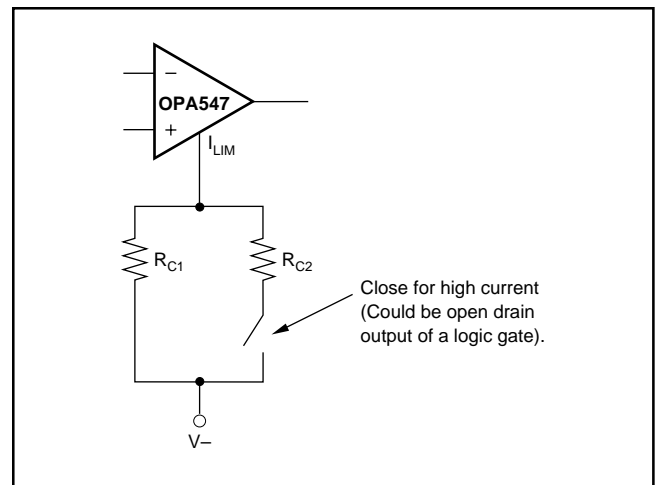 –
OPA547
+
I_LIM
R_C1
R_C2
Close for high current
(Could be open drain
output of a logic gate).
V–